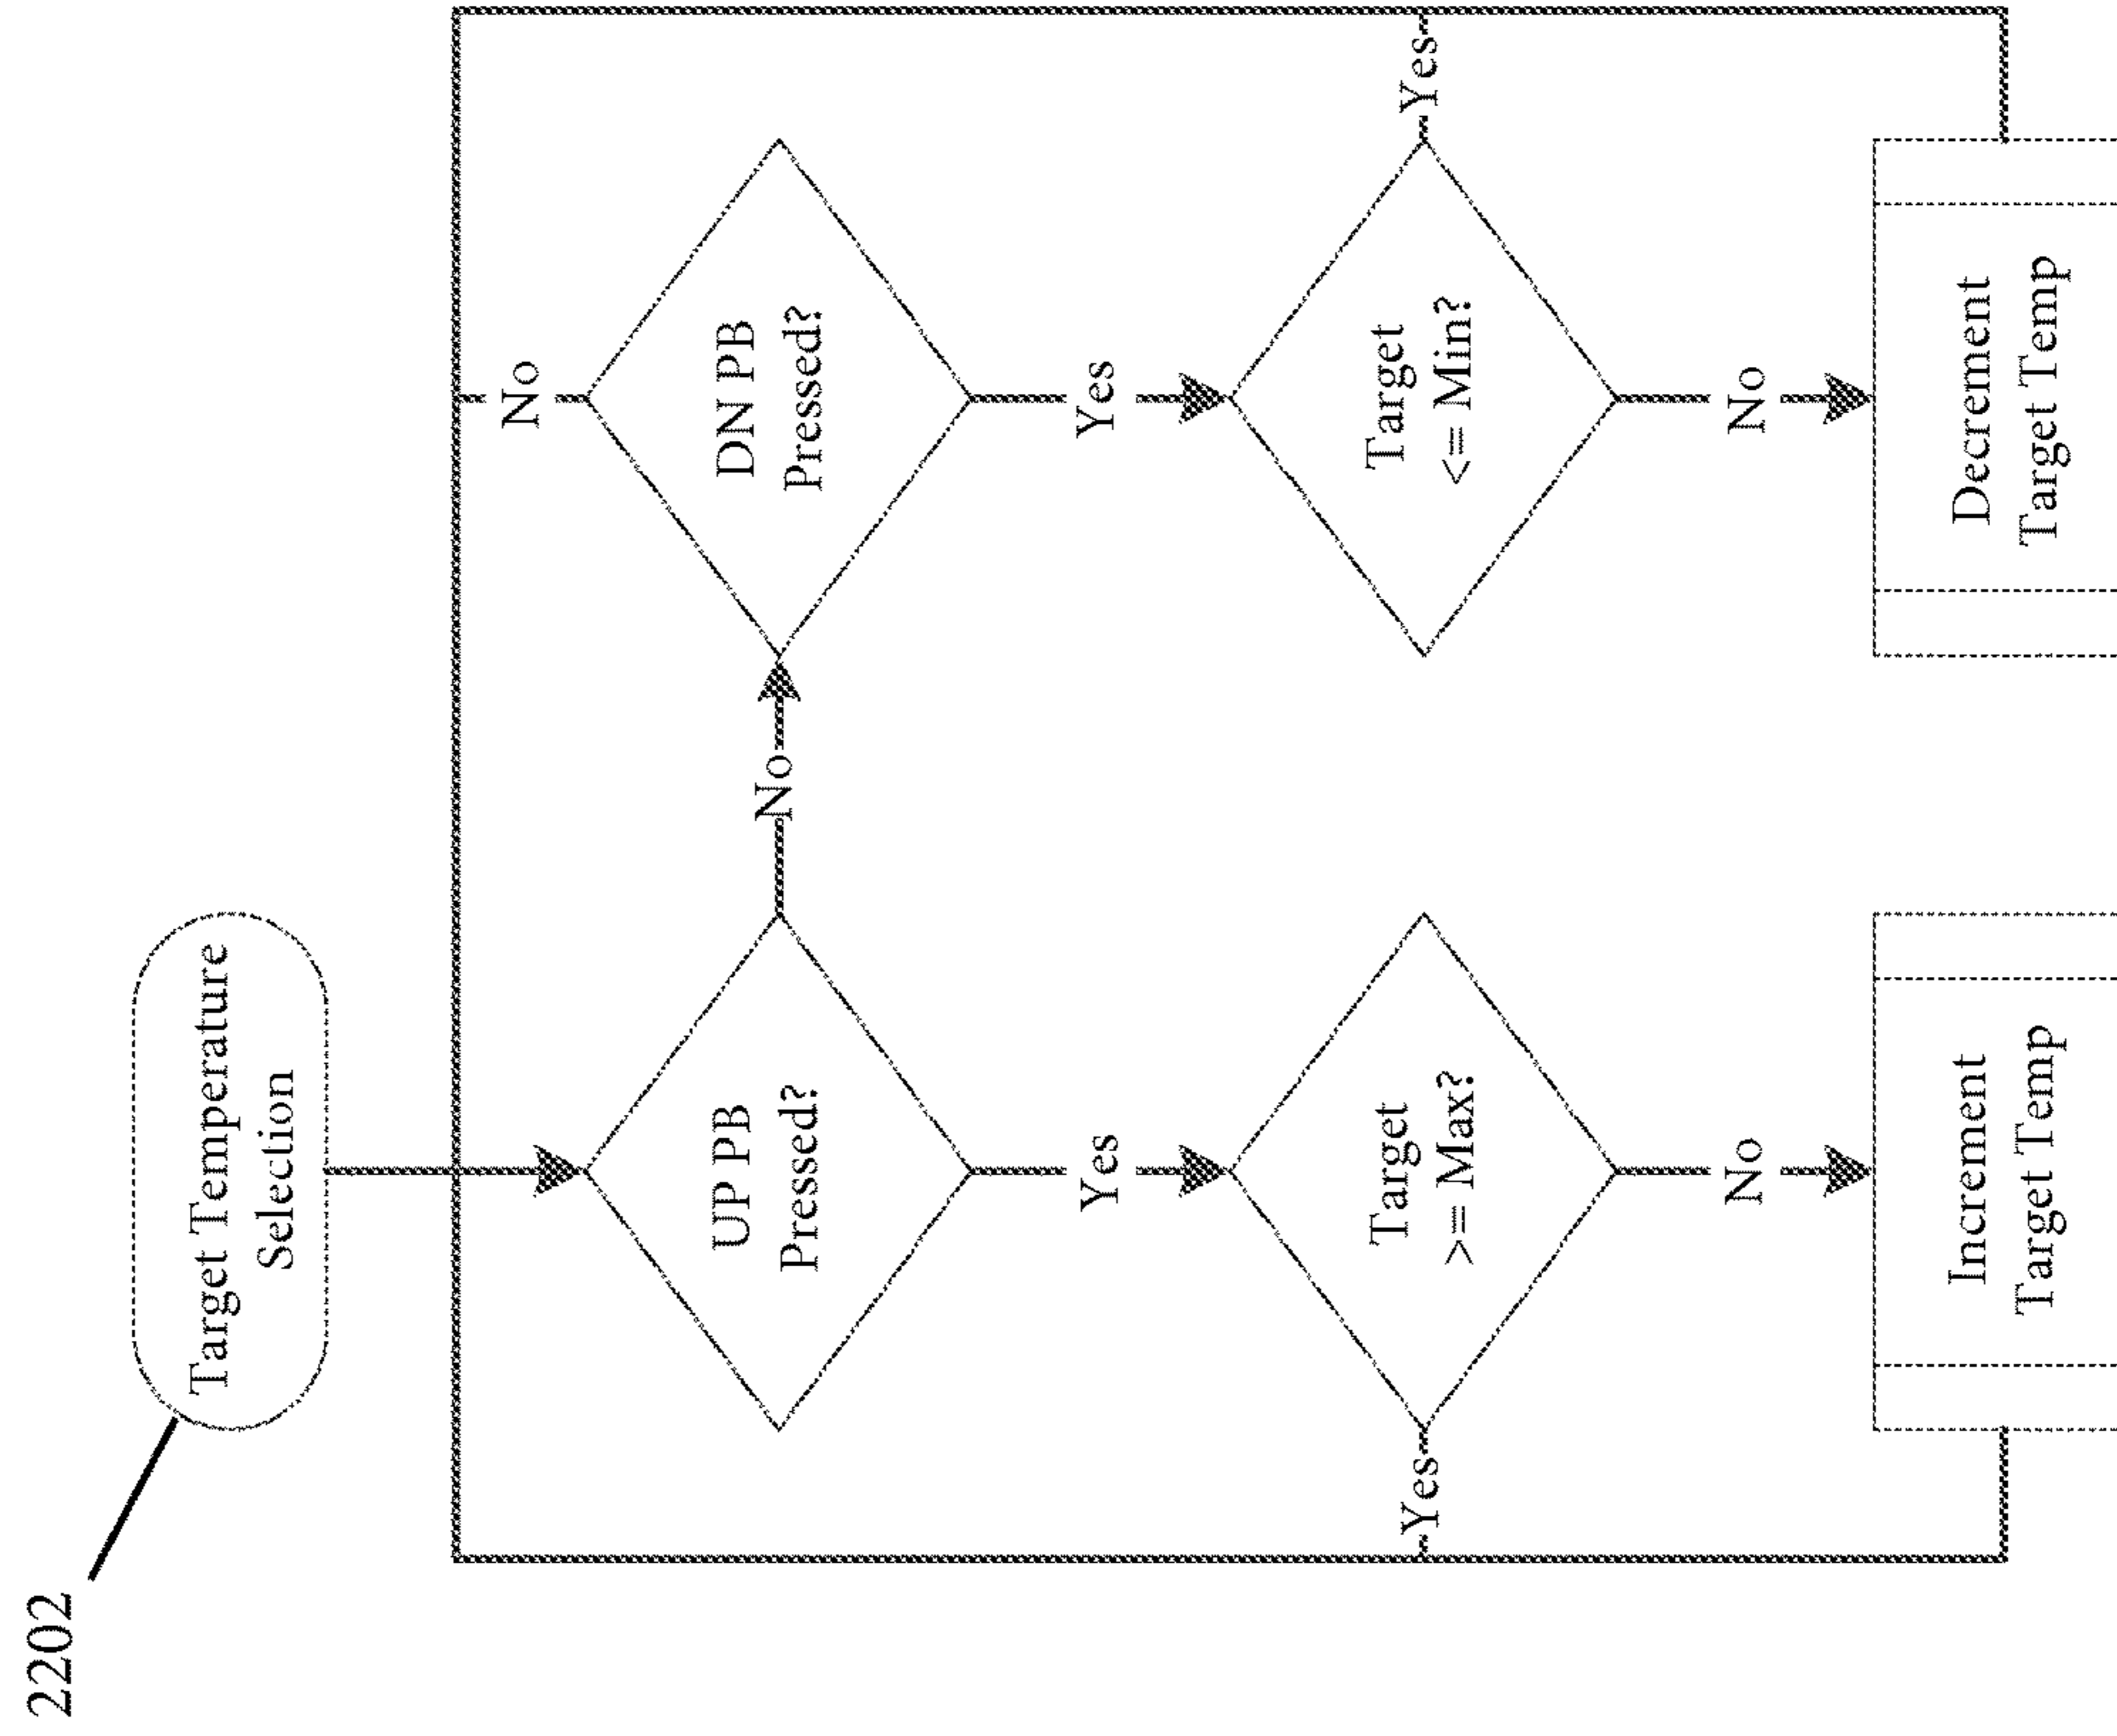 2202
Target Temperature
Selection
UP PB
Pressed?
No
DN PB
Pressed?
No
Yes
Yes
Target
>= Max?
Yes
Target
<= Min?
Yes
No
No
Increment
Target Temp
Decrement
Target Temp